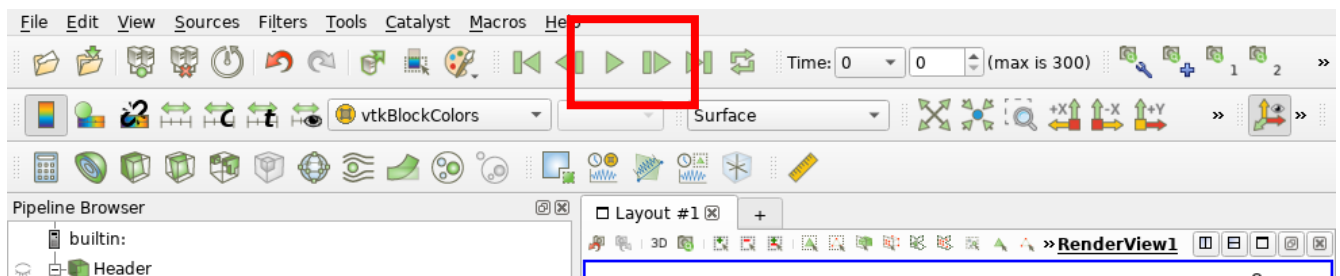 File Edit View Sources Filters Tools Catalyst Macros Help
Time: 0 0 (max is 300) 1 2 »
C t vtkBlockColors Surface +X -X +Y » »
Pipeline Browser Layout #1 +
builtin: 3D »RenderView1
Header